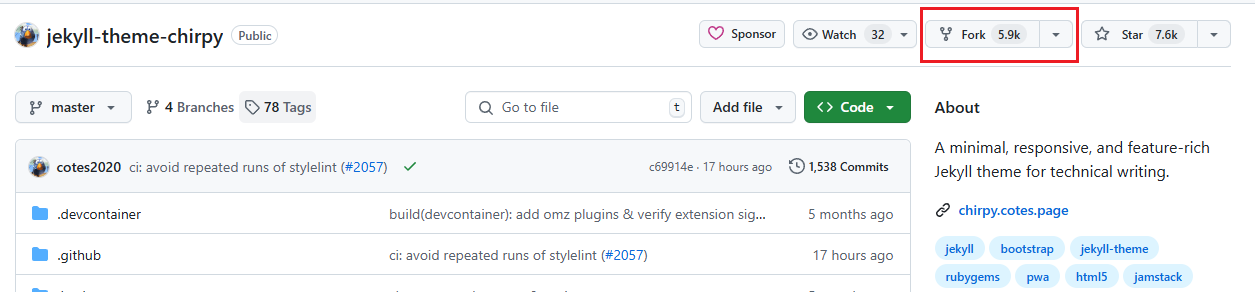 jekyll-theme-chirpy Public Sponsor Watch 32 Fork 5.9k Star 7.6k
master 4 Branches 78 Tags Go to file t Add file Code
cotes2020 ci: avoid repeated runs of stylelint (#2057) c69914e · 17 hours ago 1,538 Commits
.devcontainer build(devcontainer): add omz plugins & verify extension sig... 5 months ago
.github ci: avoid repeated runs of stylelint (#2057) 17 hours ago
About
A minimal, responsive, and feature-rich
Jekyll theme for technical writing.
chirpy.cotes.page
jekyll bootstrap jekyll-theme
rubygems pwa html5 jamstack